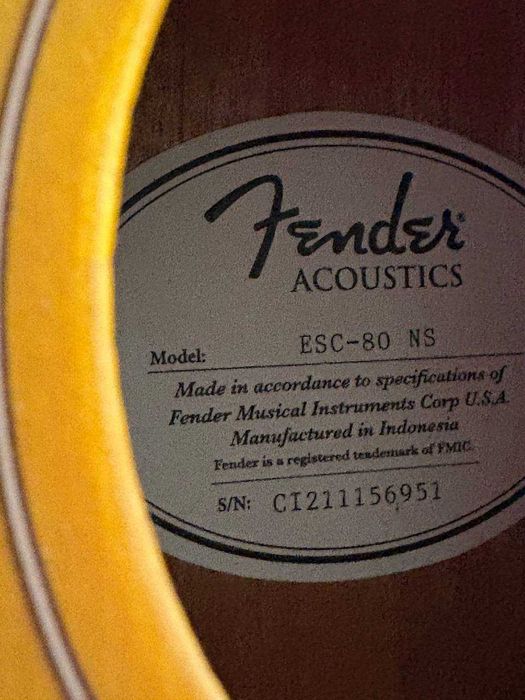 Fender®
ACOUSTICS
Model: ESC-80 NS
Made in accordance to specifications of
Fender Musical Instruments Corp U.S.A.
Manufactured in Indonesia
Fender is a registered trademark of FMIC.
S/N: CI211156951